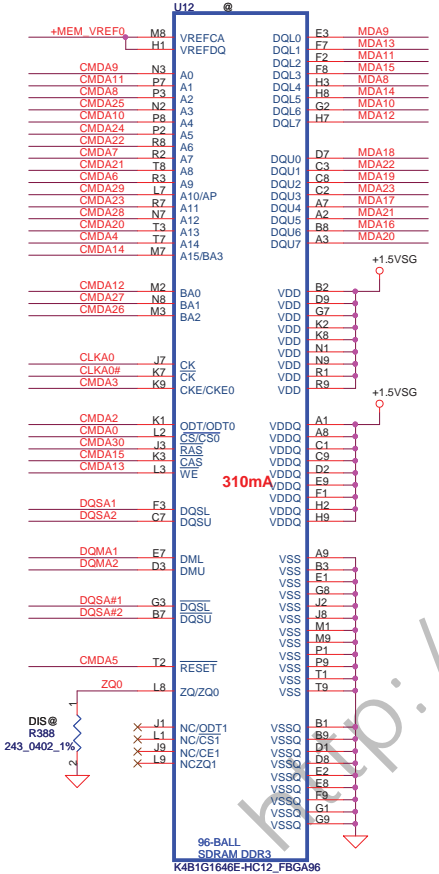 U12 @
+MEM_VREF0 M8 VREFCA DQL0 E3 MDA9
H1 VREFDQ DQL1 F7 MDA13
DQL2 F2 MDA11
CMDA9 N3 A0 DQL3 F8 MDA15
CMDA11 P7 A1 DQL4 H3 MDA8
CMDA8 P3 A2 DQL5 H8 MDA14
CMDA25 N2 A3 DQL6 G2 MDA10
CMDA10 P8 A4 DQL7 H7 MDA12
CMDA24 P2 A5
CMDA22 R8 A6
CMDA7 R2 A7 DQU0 D7 MDA18
CMDA21 T8 A8 DQU1 C3 MDA22
CMDA6 R3 A9 DQU2 C8 MDA19
CMDA29 L7 A10/AP DQU3 C2 MDA23
CMDA23 R7 A11 DQU4 A7 MDA17
CMDA28 N7 A12 DQU5 A2 MDA21
CMDA20 T3 A13 DQU6 B8 MDA16
CMDA4 T7 A14 DQU7 A3 MDA20
CMDA14 M7 A15/BA3
+1.5VSG
CMDA12 M2 BA0 VDD B2
CMDA27 N8 BA1 VDD D9
CMDA26 M3 BA2 VDD G7
VDD K2
VDD K8
VDD N1
CLKA0 J7 CK VDD N9
CLKA0# K7 CK VDD R1
CMDA3 K9 CKE/CKE0 VDD R9
+1.5VSG
CMDA2 K1 ODT/ODT0 VDDQ A1
CMDA0 L2 CS/CS0 VDDQ A8
CMDA30 J3 RAS VDDQ C1
CMDA15 K3 CAS VDDQ C9
CMDA13 L3 WE VDDQ D2
310mA VDDQ E9
VDDQ F1
DQSA1 F3 DQSL VDDQ H2
DQSA2 C7 DQSU VDDQ H9
DQMA1 E7 DML VSS A9
DQMA2 D3 DMU VSS B3
VSS E1
VSS G8
DQSA#1 G3 DQSL VSS J2
DQSA#2 B7 DQSU VSS J8
VSS M1
VSS M9
VSS P1
CMDA5 T2 RESET VSS P9
VSS T1
ZQ0 L8 ZQ/ZQ0 VSS T9
1
DIS@
R388
243_0402_1%
2
J1 NC/ODT1 VSSQ B1
L1 NC/CS1 VSSQ B9
J9 NC/CE1 VSSQ D1
L9 NCZQ1 VSSQ D8
VSSQ E2
VSSQ E8
VSSQ F9
VSSQ G1
VSSQ G9
96-BALL
SDRAM DDR3
K4B1G1646E-HC12_FBGA96
http:/